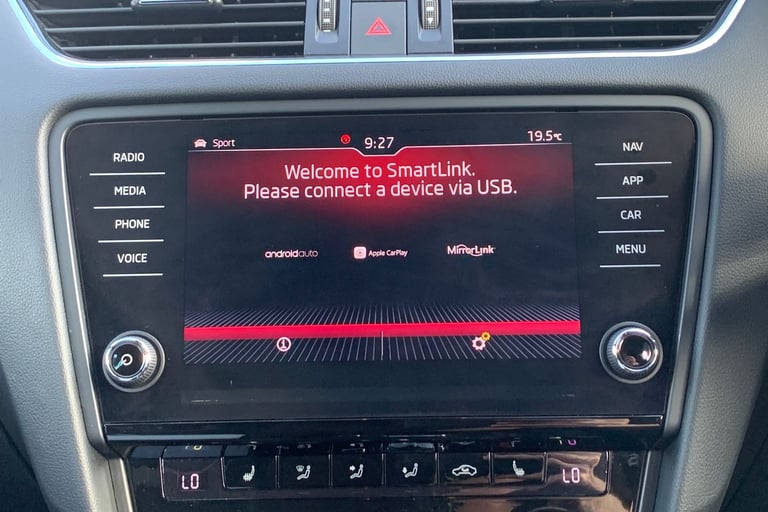 Sport
9:27
19.5°C
Welcome to SmartLink.
Please connect a device via USB.
androidauto
Apple CarPlay
MirrorLink
RADIO
MEDIA
PHONE
VOICE
NAV
APP
CAR
MENU
LO
LO